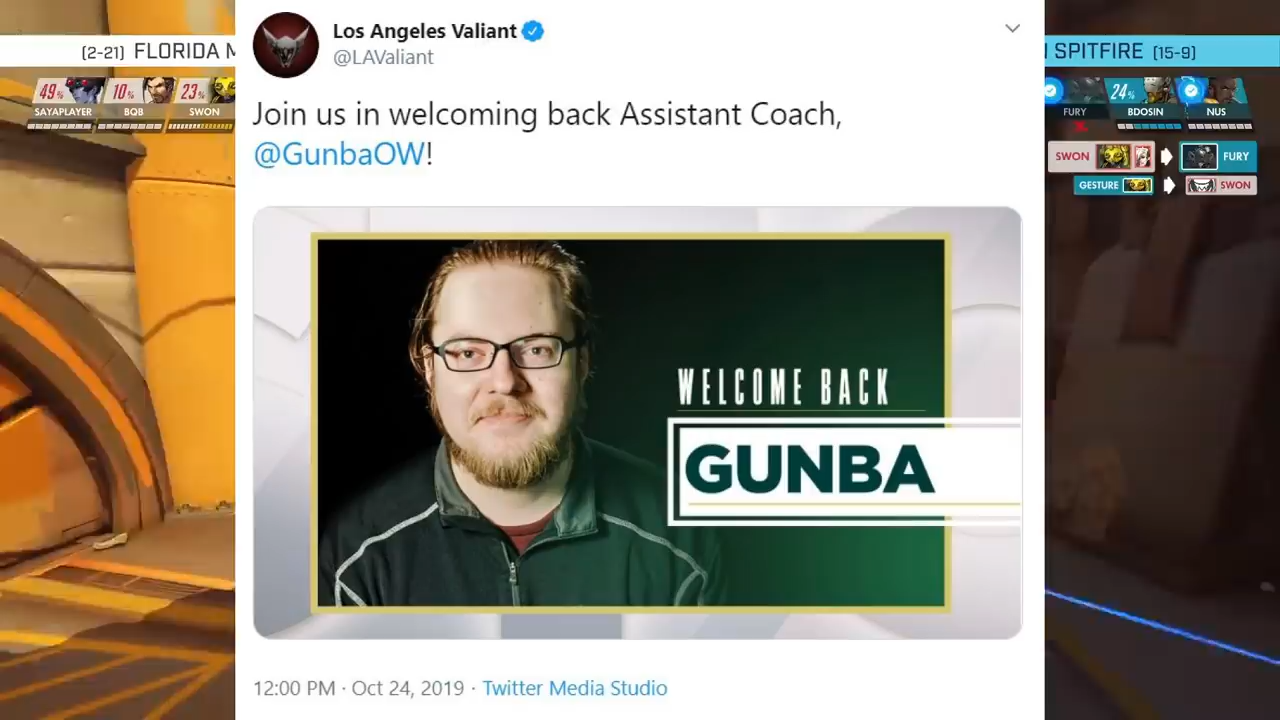 [2-21] FLORIDA
49%
10%
23%
SAYAPLAYER
BQB
SWON
Los Angeles Valiant
@LAValiant
Join us in welcoming back Assistant Coach,
@GunbaOW!
WELCOME BACK
GUNBA
12:00 PM · Oct 24, 2019 · Twitter Media Studio
SPITFIRE [15-9]
24%
FURY
BDOSIN
NUS
SWON
FURY
GESTURE
SWON